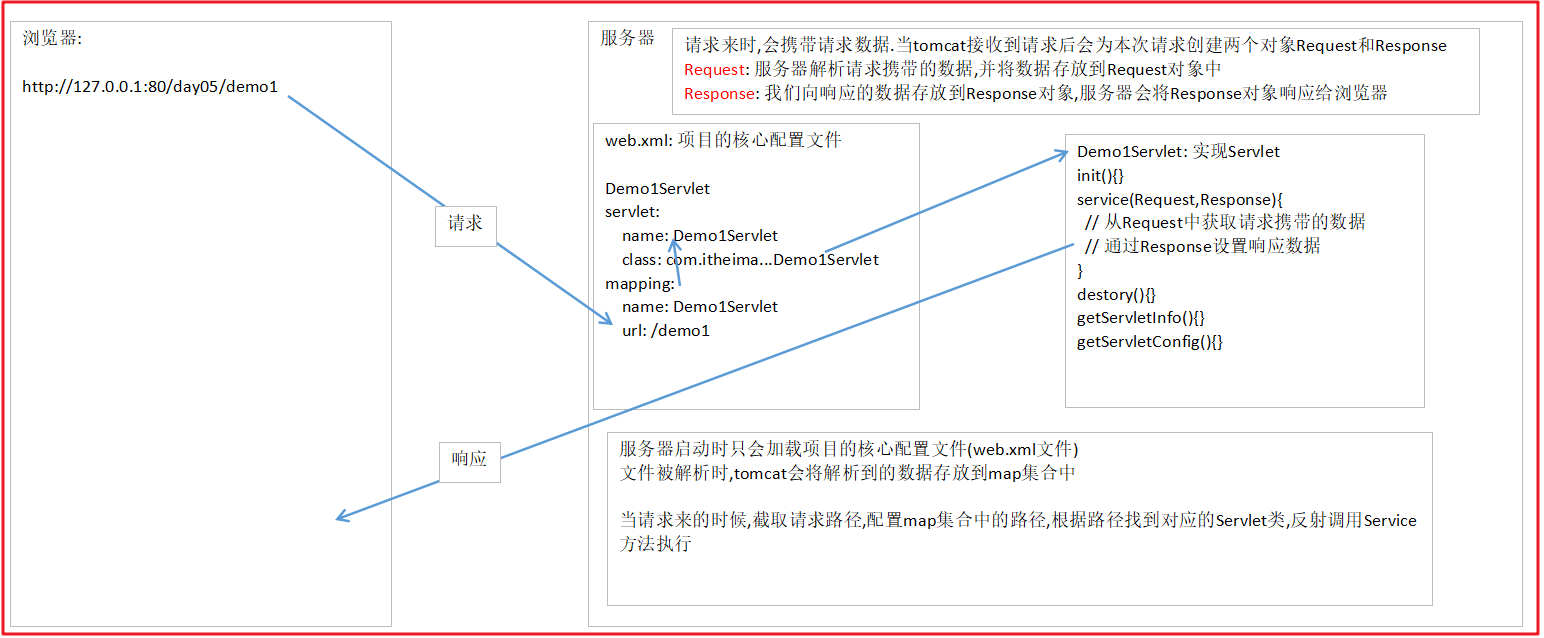 浏览器:
http://127.0.0.1:80/day05/demo1
请求
响应
服务器
请求来时,会携带请求数据.当tomcat接收到请求后会为本次请求创建两个对象Request和Response
Request: 服务器解析请求携带的数据,并将数据存放到Request对象中
Response: 我们向响应的数据存放到Response对象,服务器会将Response对象响应给浏览器
web.xml: 项目的核心配置文件
Demo1Servlet
servlet:
name: Demo1Servlet
class: com.itheima...Demo1Servlet
mapping:
name: Demo1Servlet
url: /demo1
Demo1Servlet: 实现Servlet
init(){}
service(Request,Response){
// 从Request中获取请求携带的数据
// 通过Response设置响应数据
}
destory(){}
getServletInfo(){}
getServletConfig(){}
服务器启动时只会加载项目的核心配置文件(web.xml文件)
文件被解析时,tomcat会将解析到的数据存放到map集合中
当请求来的时候,截取请求路径,配置map集合中的路径,根据路径找到对应的Servlet类,反射调用Service
方法执行